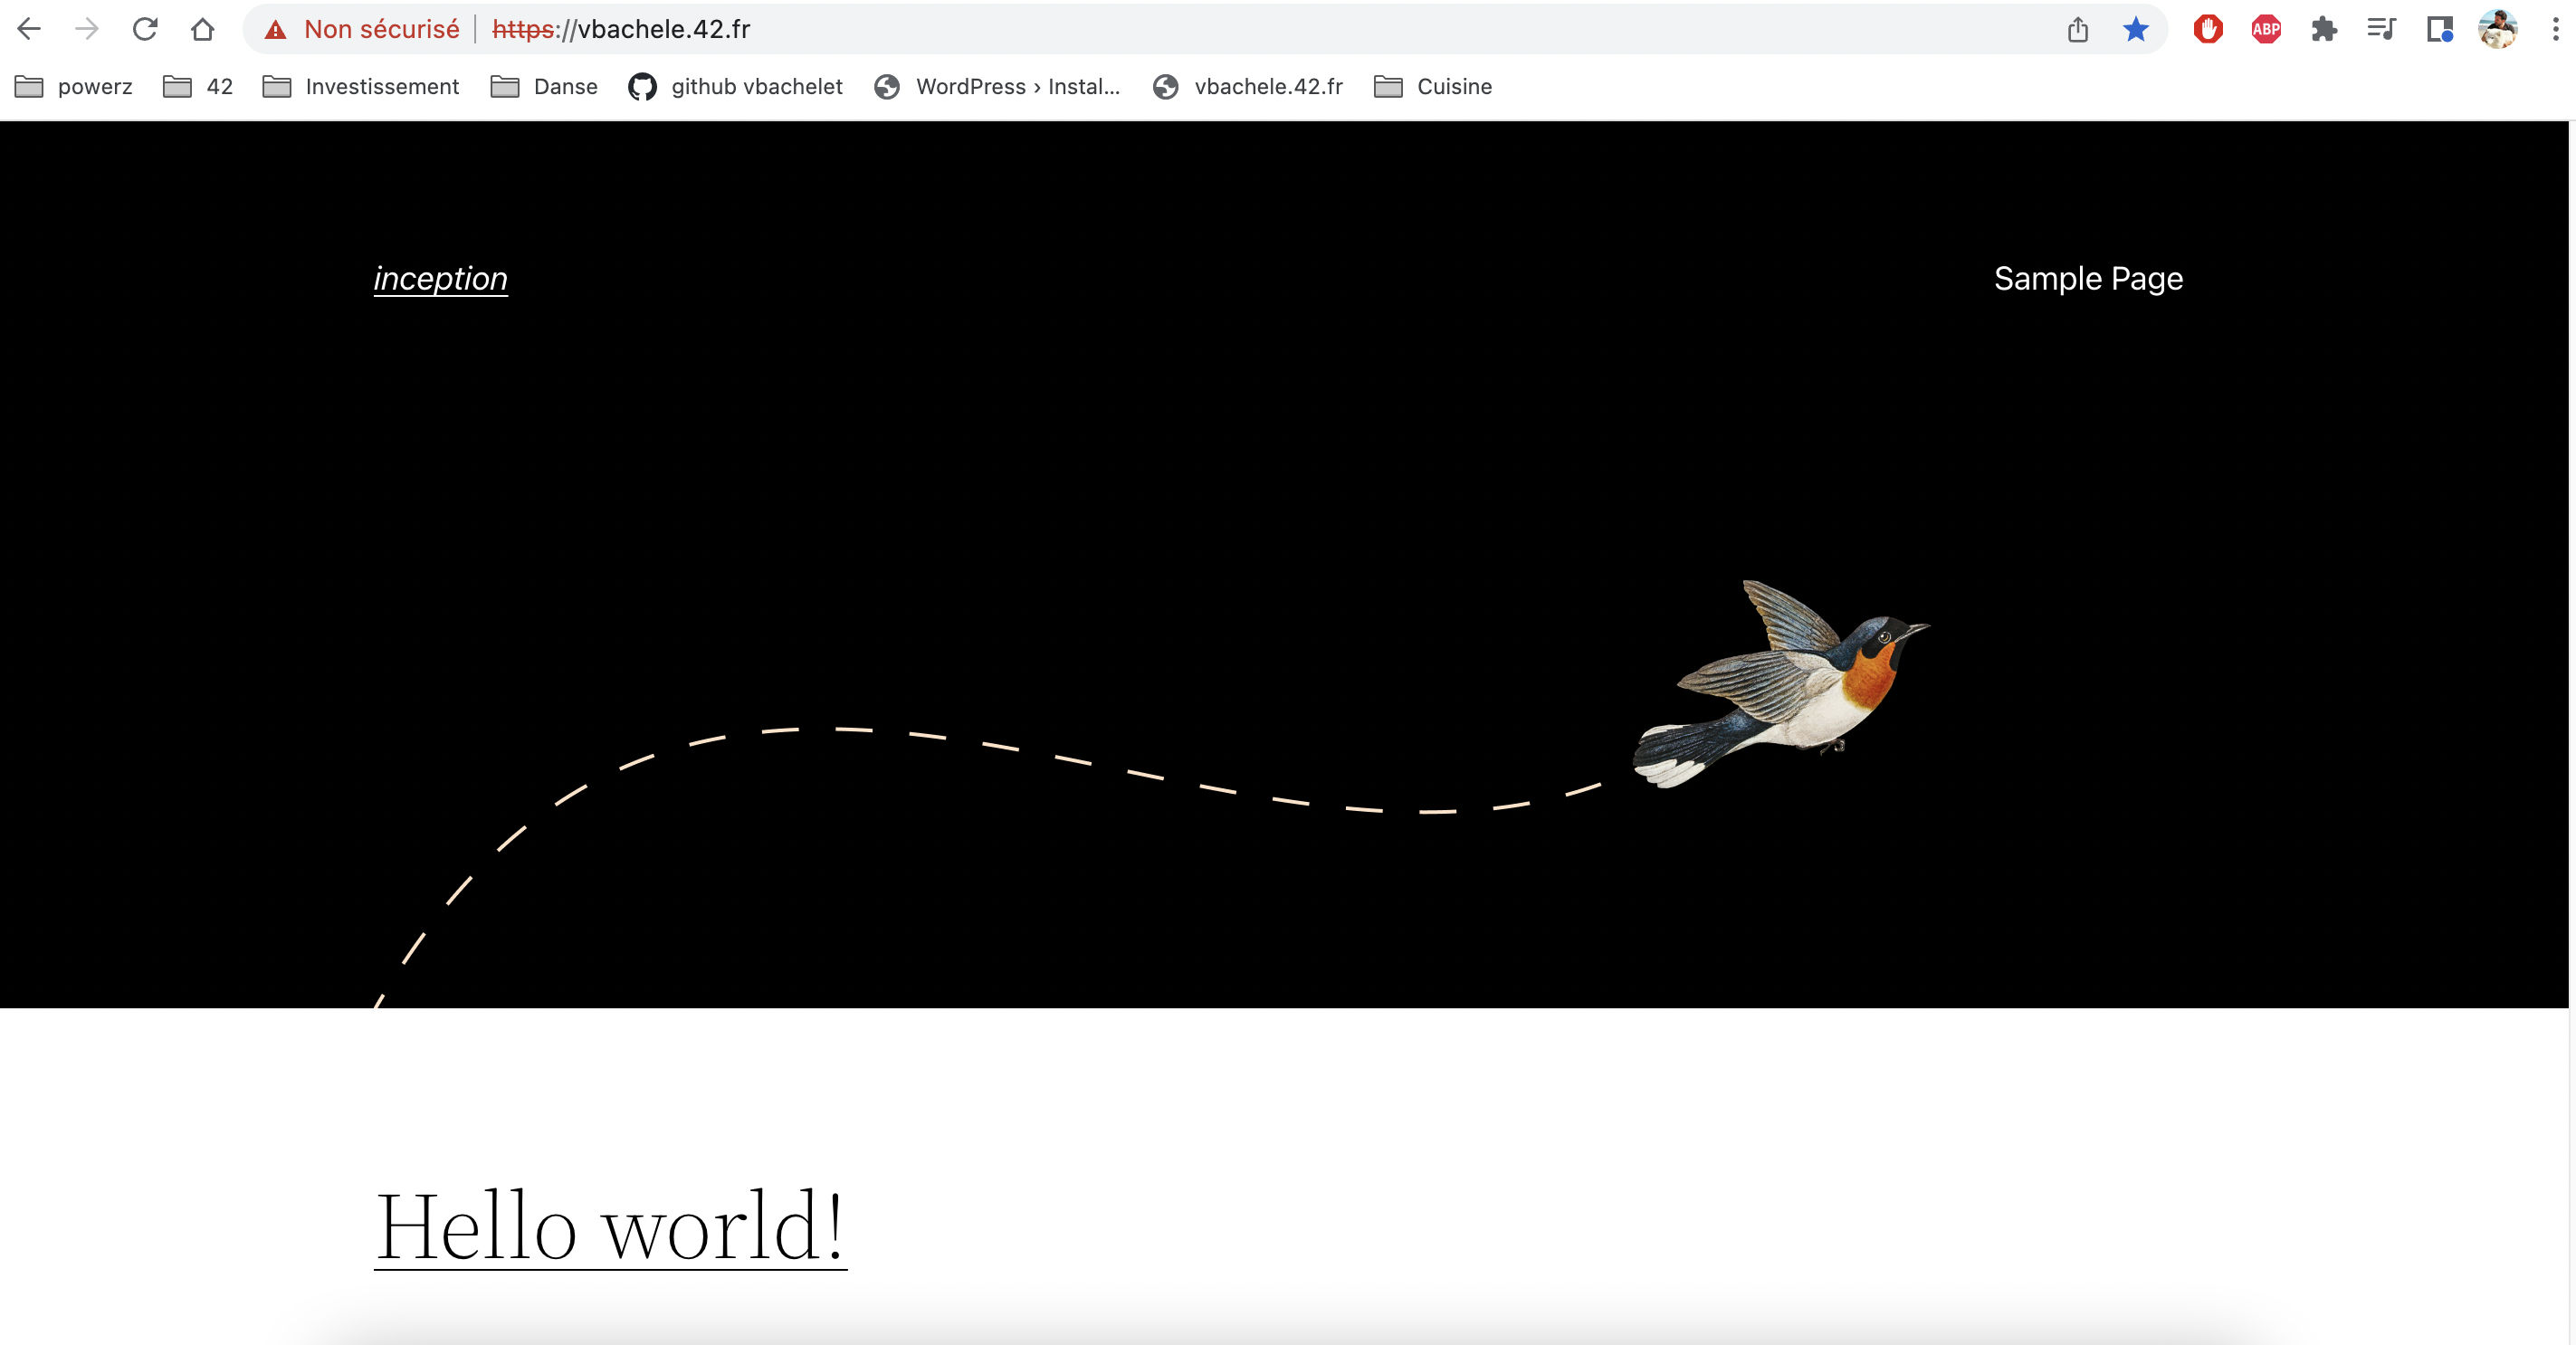 Non sécurisé | https://vbachele.42.fr
ABP
powerz 42 Investissement Danse github vbachelet WordPress › Instal... vbachele.42.fr Cuisine
inception Sample Page
Hello world!